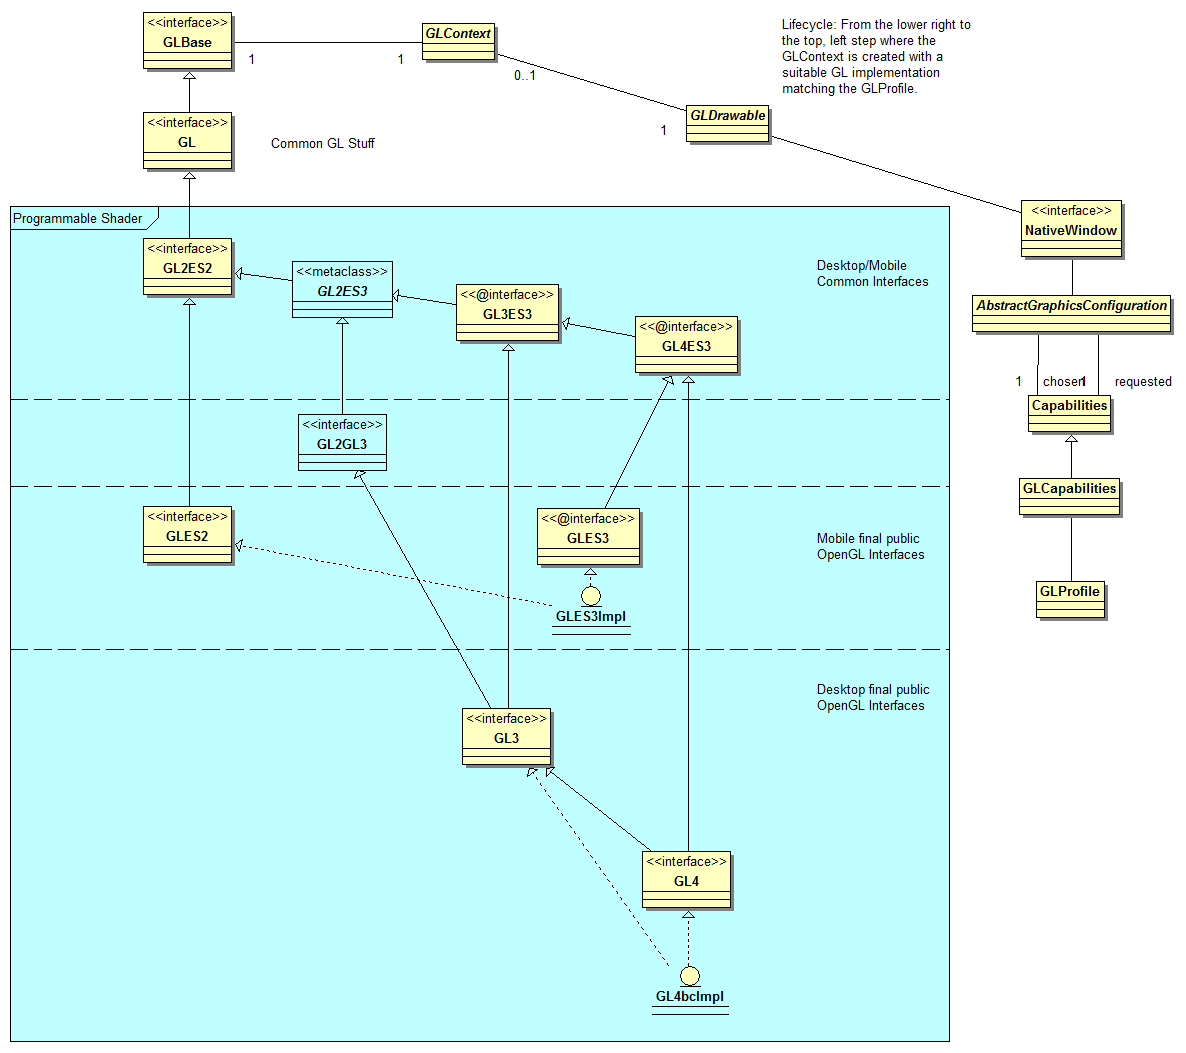 <<interface>>
GLBase
1
1
GLContext
0..1
Lifecycle: From the lower right to
the top, left step where the
GLContext is created with a
suitable GL implementation
matching the GLProfile.
<<interface>>
GL
Common GL Stuff
1
GLDrawable
<<interface>>
NativeWindow
Programmable Shader
<<interface>>
GL2ES2
<<metaclass>>
GL2ES3
<<@interface>>
GL3ES3
<<@interface>>
GL4ES3
Desktop/Mobile
Common Interfaces
AbstractGraphicsConfiguration
1
chosen
1
requested
Capabilities
<<interface>>
GL2GL3
GLCapabilities
<<interface>>
GLES2
<<@interface>>
GLES3
Mobile final public
OpenGL Interfaces
GLES3Impl
GLProfile
Desktop final public
OpenGL Interfaces
<<interface>>
GL3
<<interface>>
GL4
GL4bcImpl